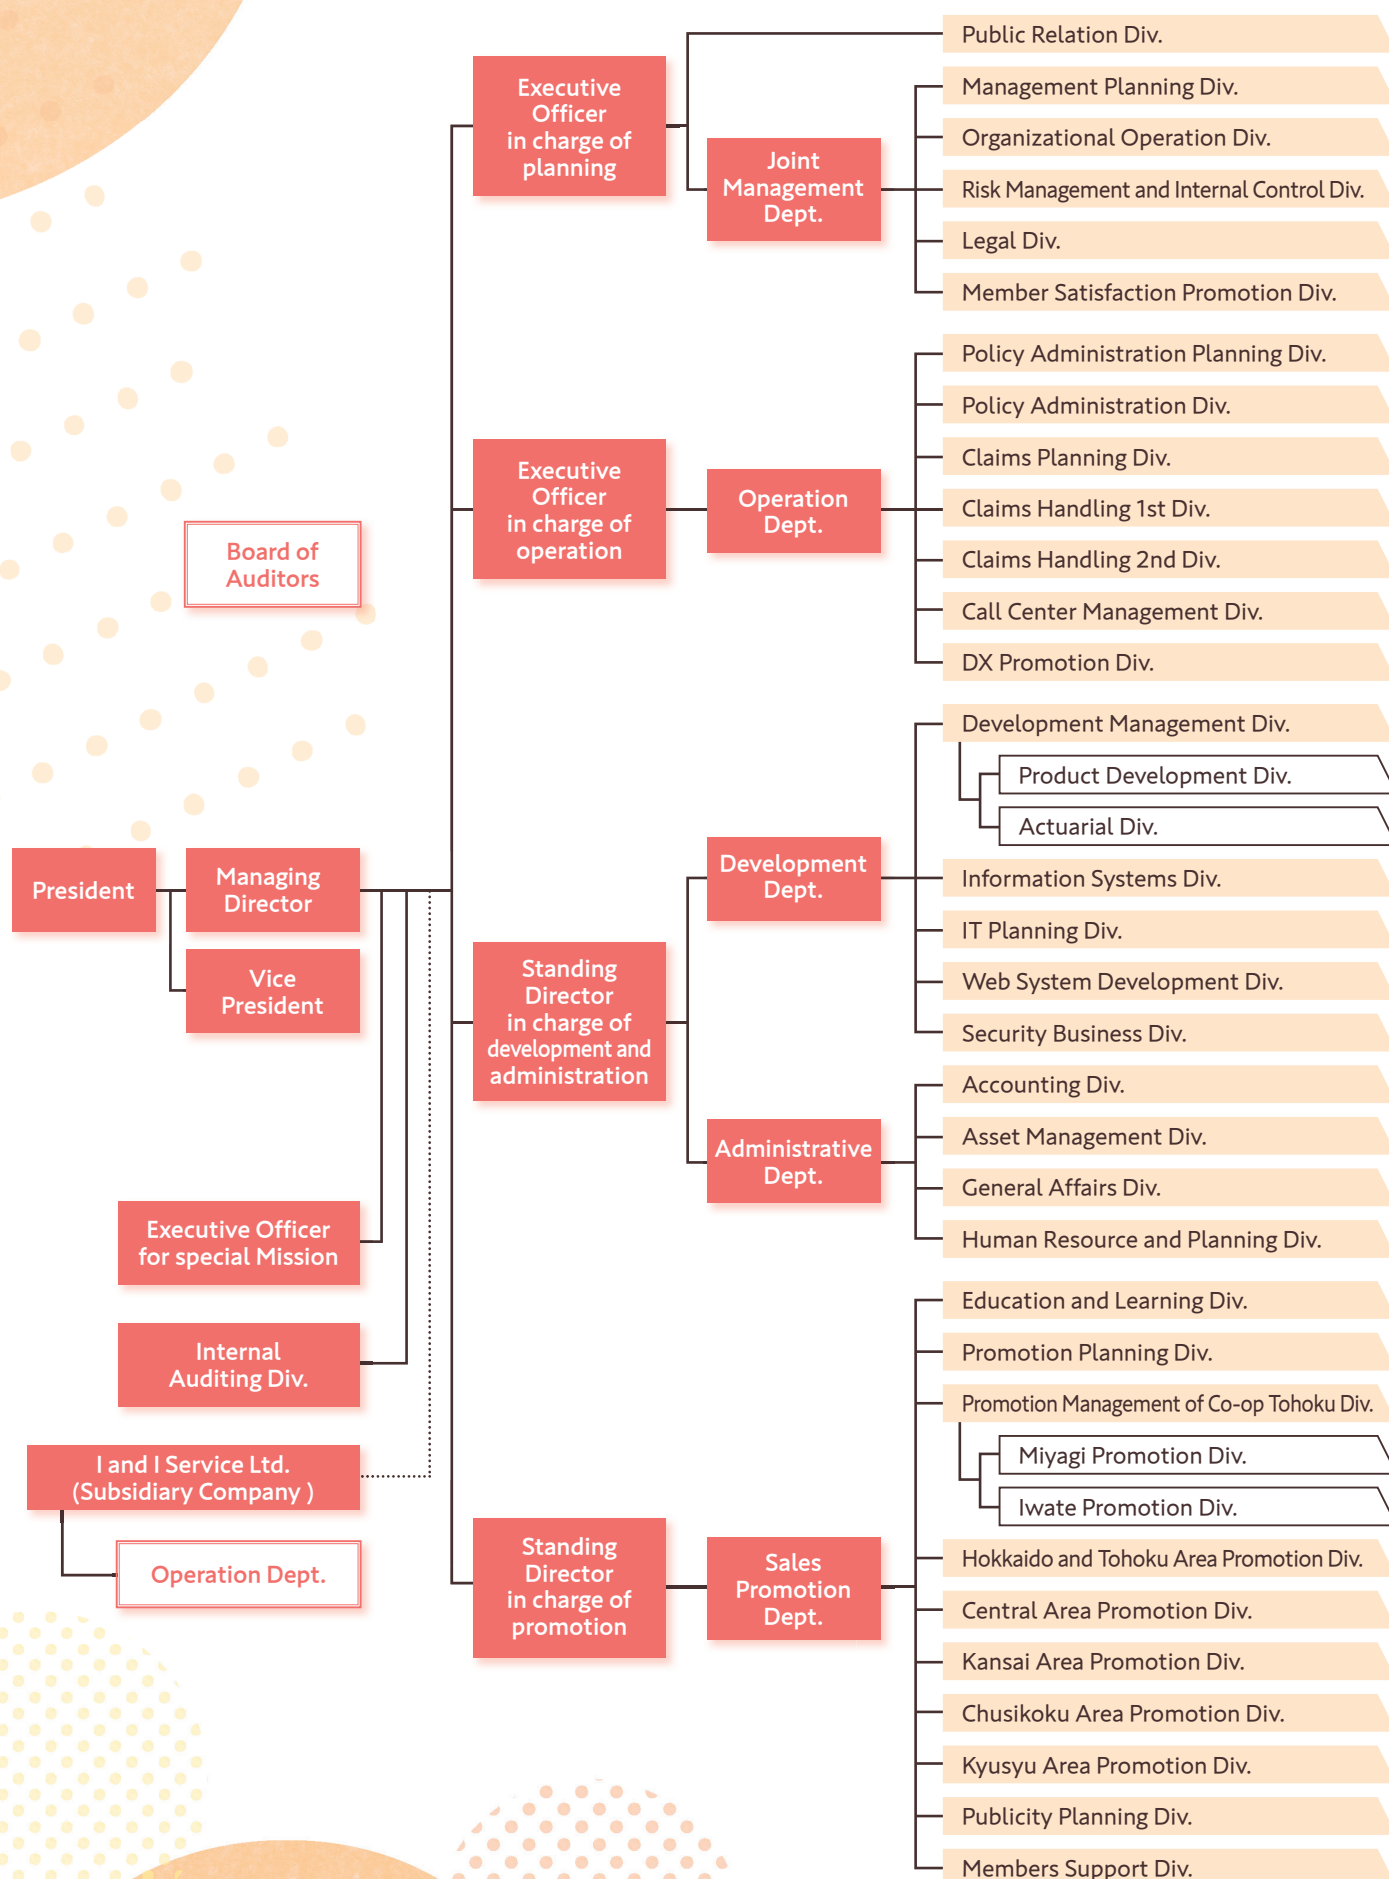 Public Relation Div.
Executive
Officer
in charge of
planning
Joint
Management
Dept.
Management Planning Div.
Organizational Operation Div.
Risk Management and Internal Control Div.
Legal Div.
Member Satisfaction Promotion Div.
Executive
Officer
in charge of
operation
Operation
Dept.
Policy Administration Planning Div.
Policy Administration Div.
Claims Planning Div.
Claims Handling 1st Div.
Claims Handling 2nd Div.
Call Center Management Div.
DX Promotion Div.
Board of
Auditors
President
Managing
Director
Vice
President
Standing
Director
in charge of
development and
administration
Development
Dept.
Development Management Div.
Product Development Div.
Actuarial Div.
Information Systems Div.
IT Planning Div.
Web System Development Div.
Security Business Div.
Administrative
Dept.
Accounting Div.
Asset Management Div.
General Affairs Div.
Human Resource and Planning Div.
Executive Officer
for special Mission
Internal
Auditing Div.
I and I Service Ltd.
(Subsidiary Company )
Operation Dept.
Standing
Director
in charge of
promotion
Sales
Promotion
Dept.
Education and Learning Div.
Promotion Planning Div.
Promotion Management of Co-op Tohoku Div.
Miyagi Promotion Div.
Iwate Promotion Div.
Hokkaido and Tohoku Area Promotion Div.
Central Area Promotion Div.
Kansai Area Promotion Div.
Chusikoku Area Promotion Div.
Kyusyu Area Promotion Div.
Publicity Planning Div.
Members Support Div.